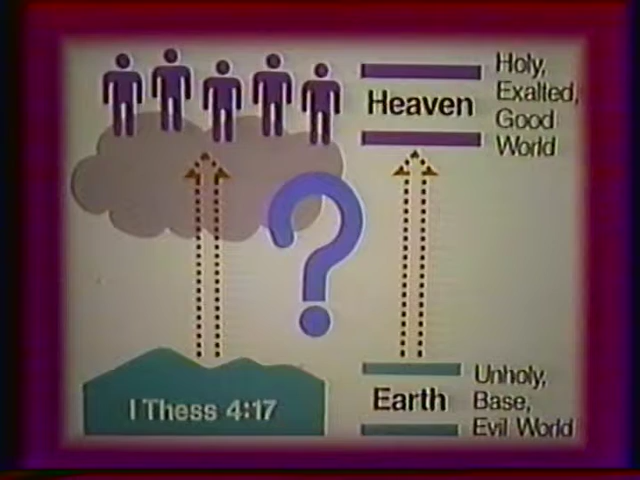 Holy,
Exalted,
Heaven
Good
World
?
I Thess 4:17
Earth
Unholy,
Base,
Evil World